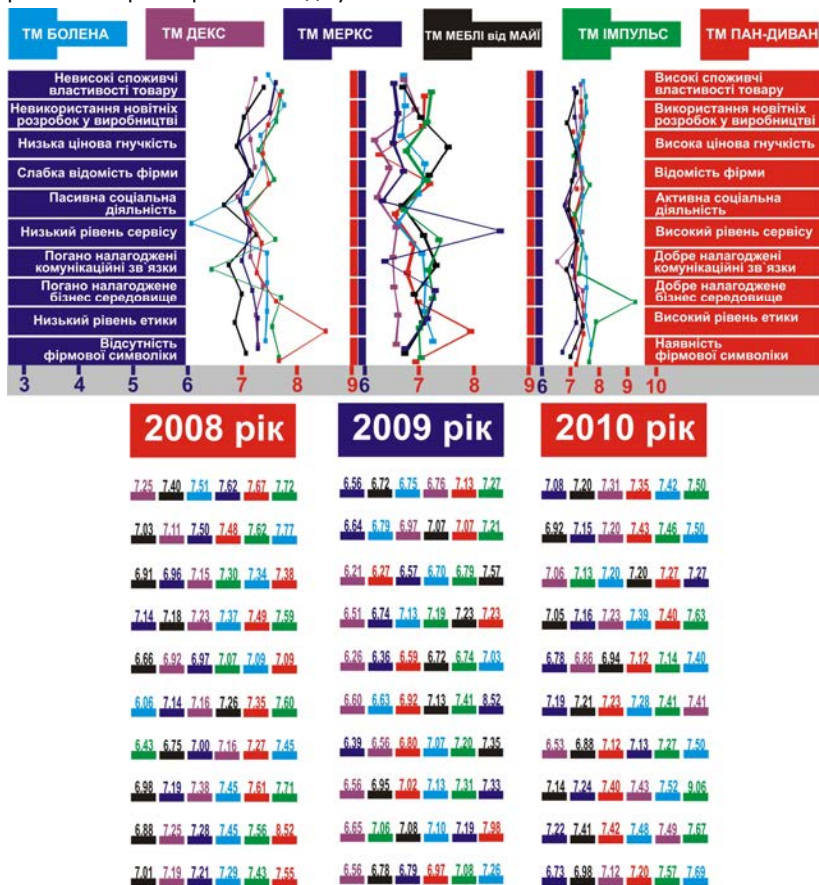 ТМ БОЛЕНА ТМ ДЕКС ТМ МЕРКС ТМ МЕБЛІ від МАЙЇ ТМ ІМПУЛЬС ТМ ПАН-ДИВАН
Невисокі споживчі
властивості товару
Високі споживчі
властивості товару
Невикористання новітніх
розробок у виробництві
Використання новітніх
розробок у виробництві
Низька цінова гнучкість
Висока цінова гнучкість
Слабка відомість фірми
Відомість фірми
Пасивна соціальна
діяльність
Активна соціальна
діяльність
Низький рівень сервісу
Високий рівень сервісу
Погано налагоджені
комунікаційні зв`язки
Добре налагоджені
комунікаційні зв`язки
Погано налагоджене
бізнес середовище
Добре налагоджене
бізнес середовище
Низький рівень етики
Високий рівень етики
Відсутність
фірмової символіки
Наявність
фірмової символіки
3 4 5 6 7 8 9 6 7 8 9 6 7 8 9 10
2008 рік 2009 рік 2010 рік
7.25 7.40 7.51 7.62 7.67 7.72 6.56 6.72 6.75 6.76 7.13 7.27 7.08 7.20 7.31 7.35 7.42 7.50
7.03 7.11 7.50 7.48 7.62 7.77 6.64 6.79 6.97 7.07 7.07 7.21 6.92 7.15 7.20 7.43 7.46 7.50
6.91 6.96 7.15 7.30 7.34 7.38 6.21 6.27 6.57 6.70 6.79 7.57 7.06 7.13 7.20 7.20 7.27 7.27
7.14 7.18 7.23 7.37 7.49 7.59 6.51 6.74 7.13 7.19 7.23 7.23 7.05 7.16 7.23 7.39 7.40 7.63
6.66 6.92 6.97 7.07 7.09 7.09 6.26 6.36 6.59 6.72 6.74 7.03 6.78 6.86 6.94 7.12 7.14 7.40
6.06 7.14 7.16 7.26 7.35 7.60 6.60 6.63 6.92 7.13 7.41 8.52 7.19 7.21 7.23 7.28 7.41 7.41
6.43 6.75 7.00 7.16 7.27 7.45 6.39 6.56 6.80 7.07 7.20 7.35 6.53 6.88 7.12 7.13 7.27 7.50
6.98 7.19 7.38 7.45 7.61 7.71 6.56 6.95 7.02 7.13 7.31 7.33 7.14 7.24 7.40 7.43 7.52 9.06
6.88 7.25 7.28 7.45 7.56 8.52 6.65 7.06 7.08 7.10 7.19 7.98 7.22 7.41 7.42 7.48 7.49 7.67
7.01 7.19 7.21 7.29 7.43 7.55 6.56 6.78 6.79 6.97 7.08 7.26 6.73 6.98 7.12 7.20 7.57 7.69